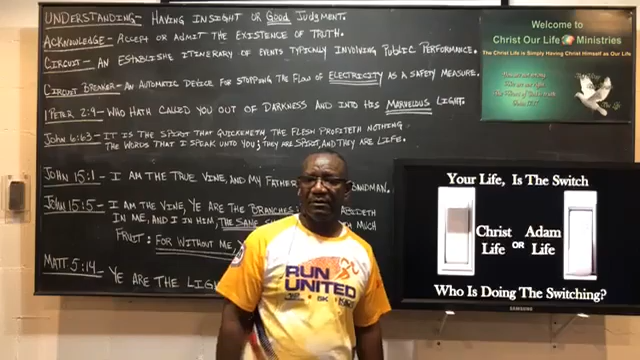 UNDERSTANDING- HAVING INSIGHT OR GOOD JUDGMENT.
ACKNOWLEDGE- ACCEPT OR ADMIT THE EXISTENCE OF TRUTH.
CIRCUIT - AN ESTABLISHE ITINERARY OF EVENTS TYPICALLY INVOLVING PUBLIC PERFORMANCE.
CIRCUIT BREAKER- AN AUTOMATIC DEVICE FOR STOPPING THE FLOW OF ELECTRICITY AS A SAFETY MEASURE.
1 PETER 2:9- WHO HATH CALLED YOU OUT OF DARKNESS AND INTO HIS MARVELOUS LIGHT.
JOHN 6:63- IT IS THE SPIRIT THAT QUICKENETH THE FLESH PROFITETH NOTHING
THE WORDS THAT I SPEAK UNTO YOU; THEY ARE SPIRIT, AND THEY ARE LIFE.
JOHN 15:1- I AM THE TRUE VINE, AND MY FATHER
JOHN 15:5- I AM THE VINE, YE ARE THE BRANCHES
IN ME, AND I IN HIM, THE SAME MUCH
FRUIT: FOR WITHOUT ME,
MATT. 5:14- YE ARE THE
Welcome to
Christ Our Life Ministries
The Christ Life is Simply Having Christ Himself as Our Life
The Way
The Life
Your Life, Is The Switch
Christ Life OR Adam Life
Who Is Doing The Switching?
SAMSUNG
RUN
UNITED
5K